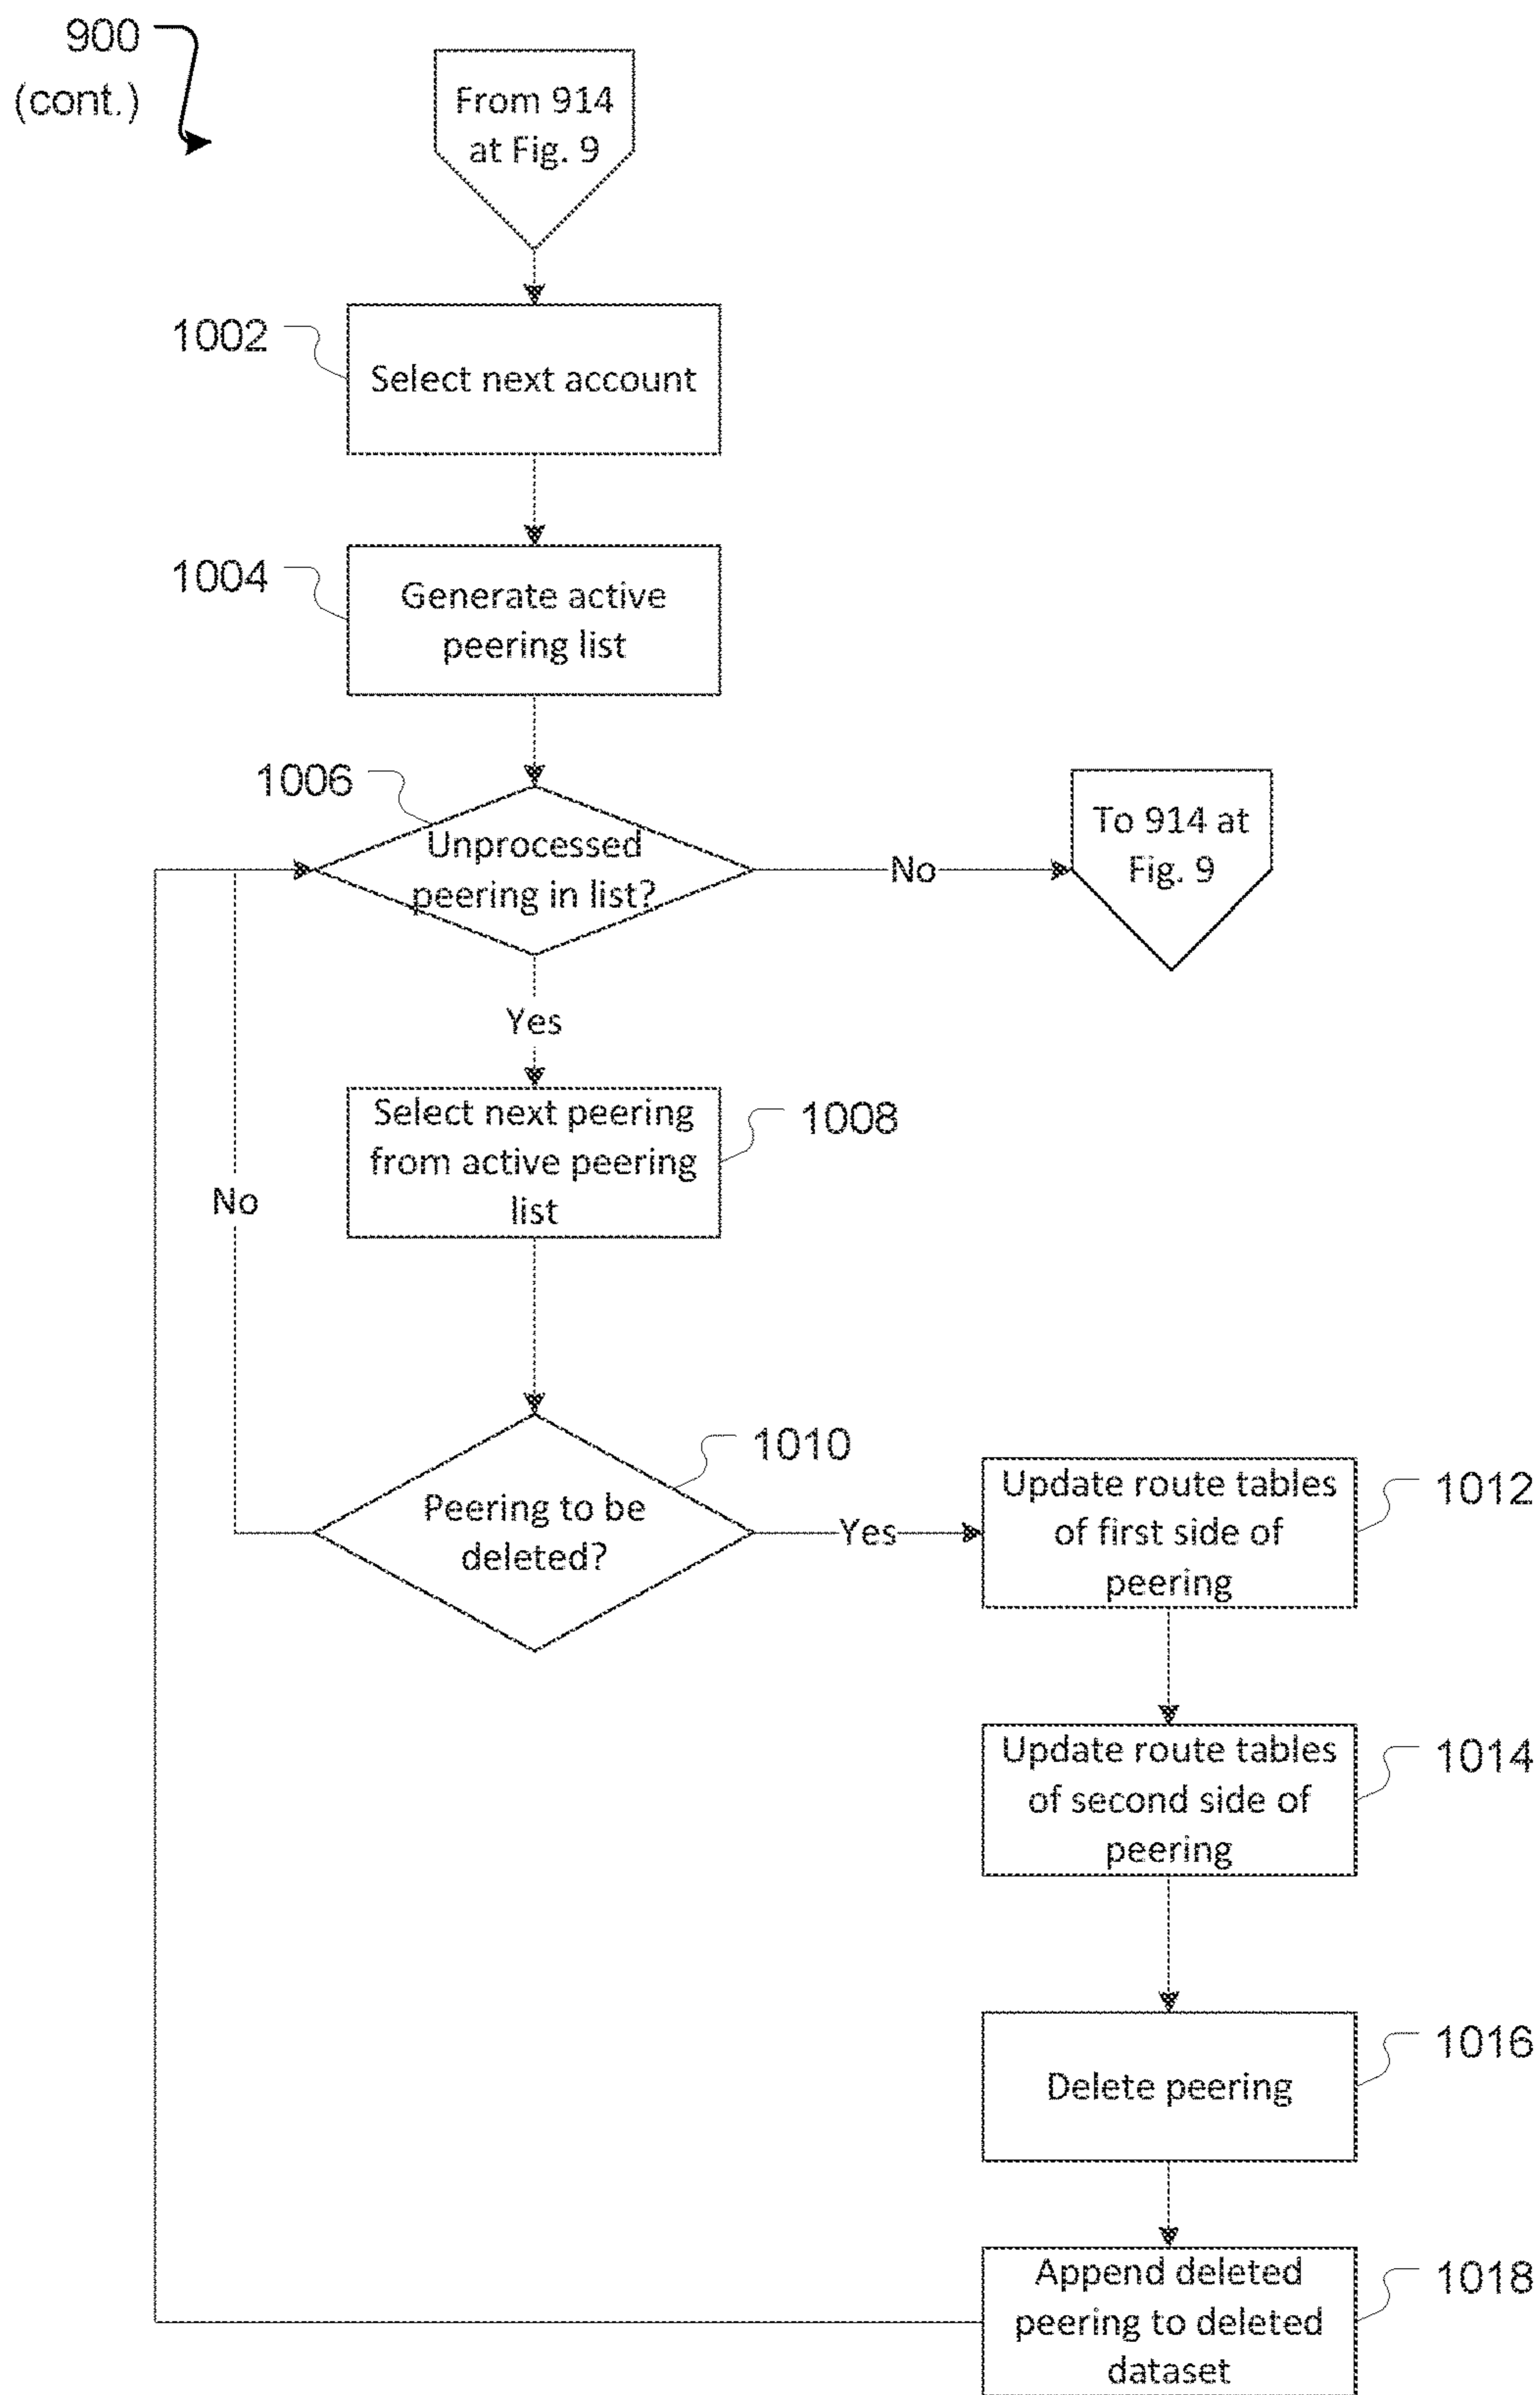 900
(cont.)
From 914
at Fig. 9
1002
Select next account
1004
Generate active
peering list
1006
Unprocessed
peering in list?
No
To 914 at
Fig. 9
Yes
Select next peering
from active peering
list
1008
No
1010
Peering to be
deleted?
Yes
Update route tables
of first side of
peering
1012
Update route tables
of second side of
peering
1014
Delete peering
1016
Append deleted
peering to deleted
dataset
1018